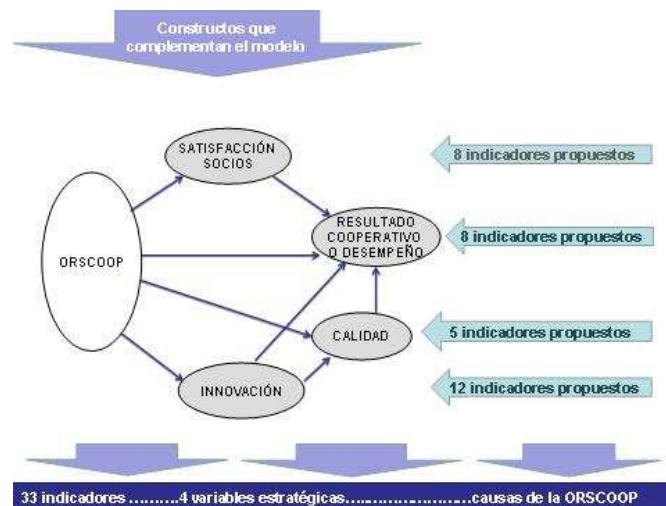 Constructos que
complementan el modelo
SATISFACCIÓN
SOCIOS
8 indicadores propuestos
RESULTADO
COOPERATIVO
O DESEMPEÑO
8 indicadores propuestos
ORSCOOP
CALIDAD
5 indicadores propuestos
INNOVACIÓN
12 indicadores propuestos
33 indicadores ..........4 variables estratégicas..............................causas de la ORSCOOP